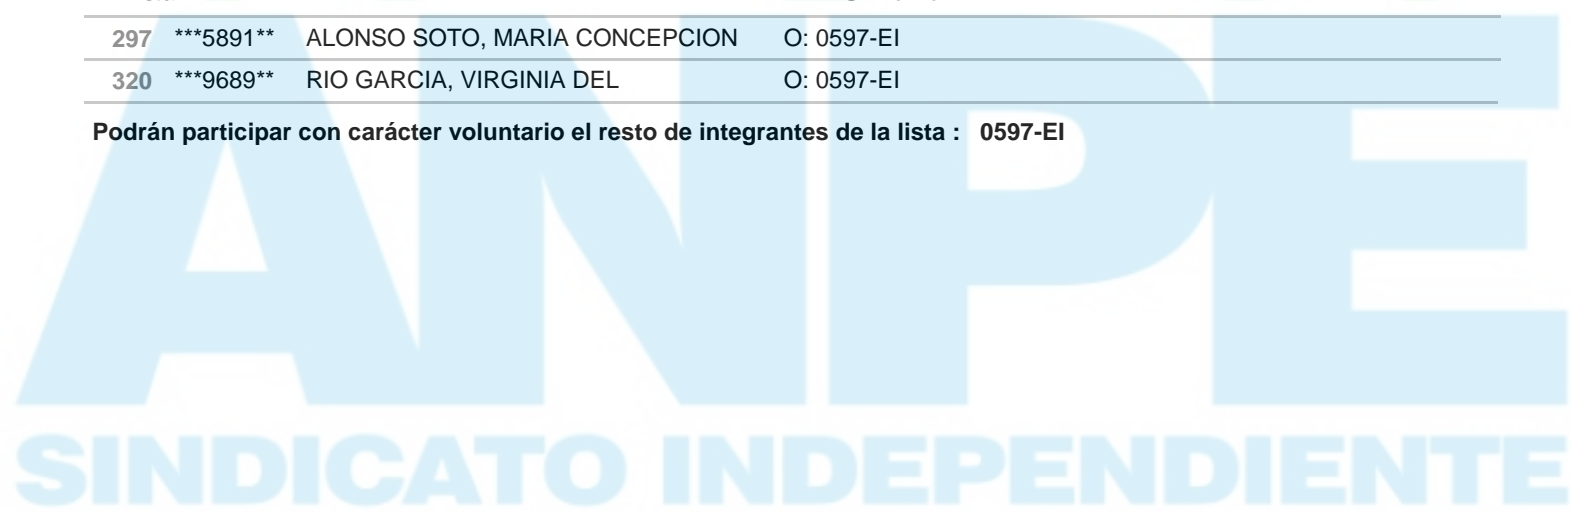 297 ***5891** ALONSO SOTO, MARIA CONCEPCION O: 0597-EI
320 ***9689** RIO GARCIA, VIRGINIA DEL O: 0597-EI
Podrán participar con carácter voluntario el resto de integrantes de la lista : 0597-EI
ANPE
SINDICATO INDEPENDIENTE